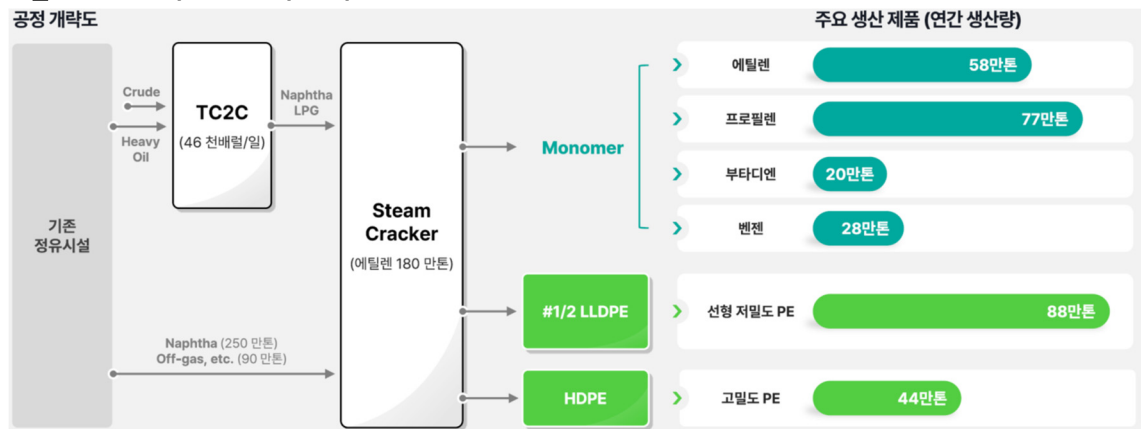 공정 개략도
주요 생산 제품 (연간 생산량)
기존
정유시설
Crude
Heavy
Oil
TC2C
(46 천배럴/일)
Naphtha
LPG
Naphtha (250 만톤)
Off-gas, etc. (90 만톤)
Steam
Cracker
(에틸렌 180 만톤)
Monomer
에틸렌
58만톤
프로필렌
77만톤
부타디엔
20만톤
벤젠
28만톤
#1/2 LLDPE
선형 저밀도 PE
88만톤
HDPE
고밀도 PE
44만톤